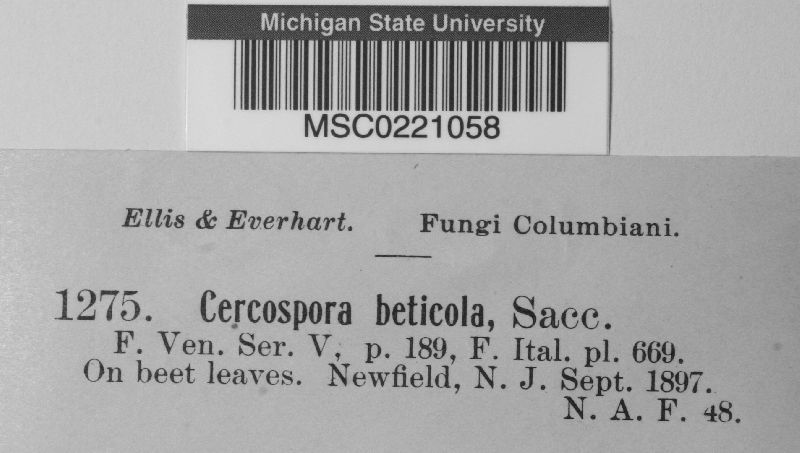 Michigan State University
MSC0221058
Ellis & Everhart. Fungi Columbiani.
1275. Cercospora beticola, Sacc.
F. Ven. Ser. V, p. 189, F. Ital. pl. 669.
On beet leaves. Newfield, N. J. Sept. 1897.
N. A. F. 48.